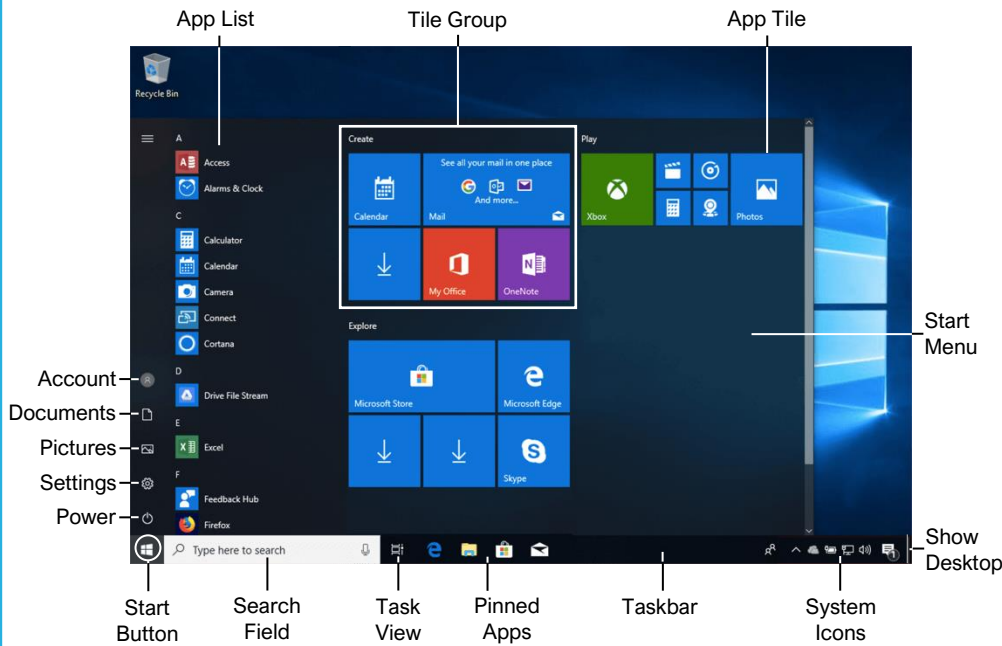 App List
Tile Group
App Tile
Recycle Bin
A
Access
Alarms & Clock
C
Calculator
Calendar
Camera
Connect
Cortana
D
Drive File Stream
E
Excel
F
Feedback Hub
Firefox
Create
See all your mail in one place
And more...
Calendar
Mail
My Office
OneNote
Explore
Microsoft Store
Microsoft Edge
Skype
Play
Xbox
Photos
Start
Menu
Account
Documents
Pictures
Settings
Power
Type here to search
1
Show
Desktop
Start
Button
Search
Field
Task
View
Pinned
Apps
Taskbar
System
Icons